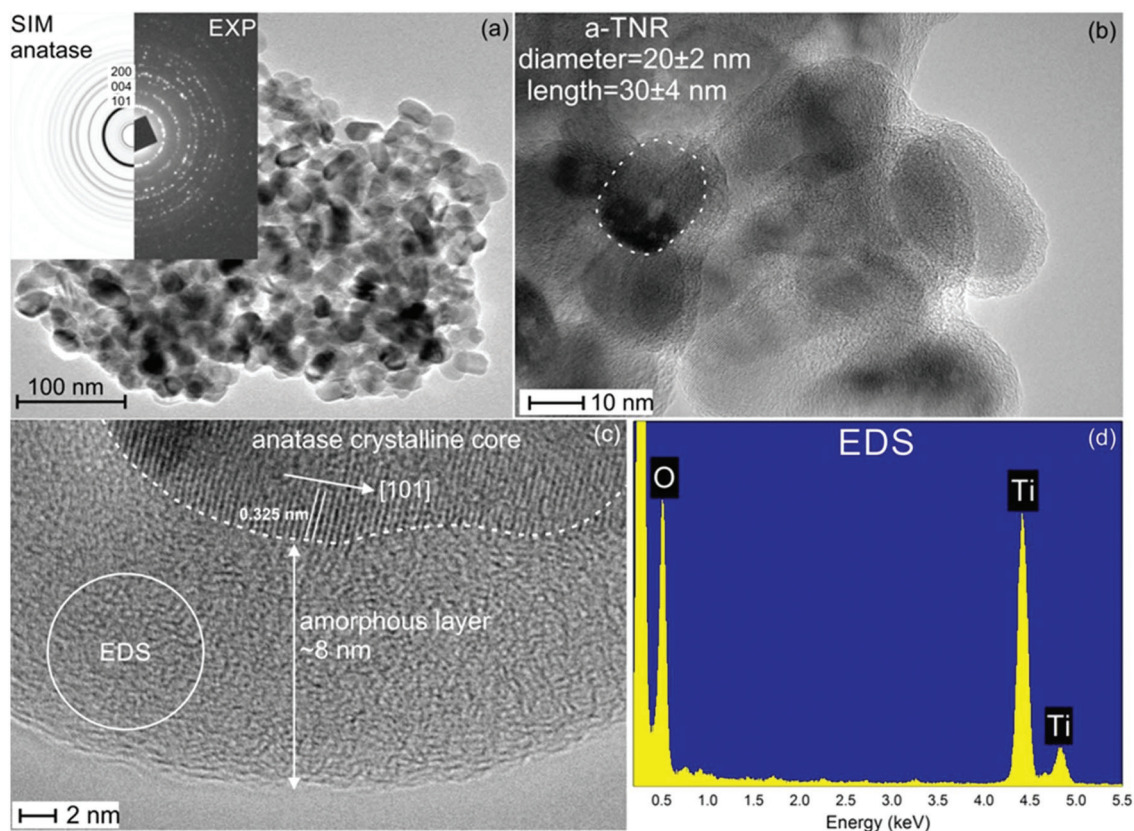 SIM
anatase
EXP
(a)
200
004
101
100 nm
a-TNR
diameter=20±2 nm
length=30±4 nm
(b)
10 nm
anatase crystalline core
(c)
[101]
0.325 nm
amorphous layer
~8 nm
EDS
2 nm
EDS
(d)
O
Ti
Ti
0.5 1.0 1.5 2.0 2.5 3.0 3.5 4.0 4.5 5.0 5.5
Energy (keV)